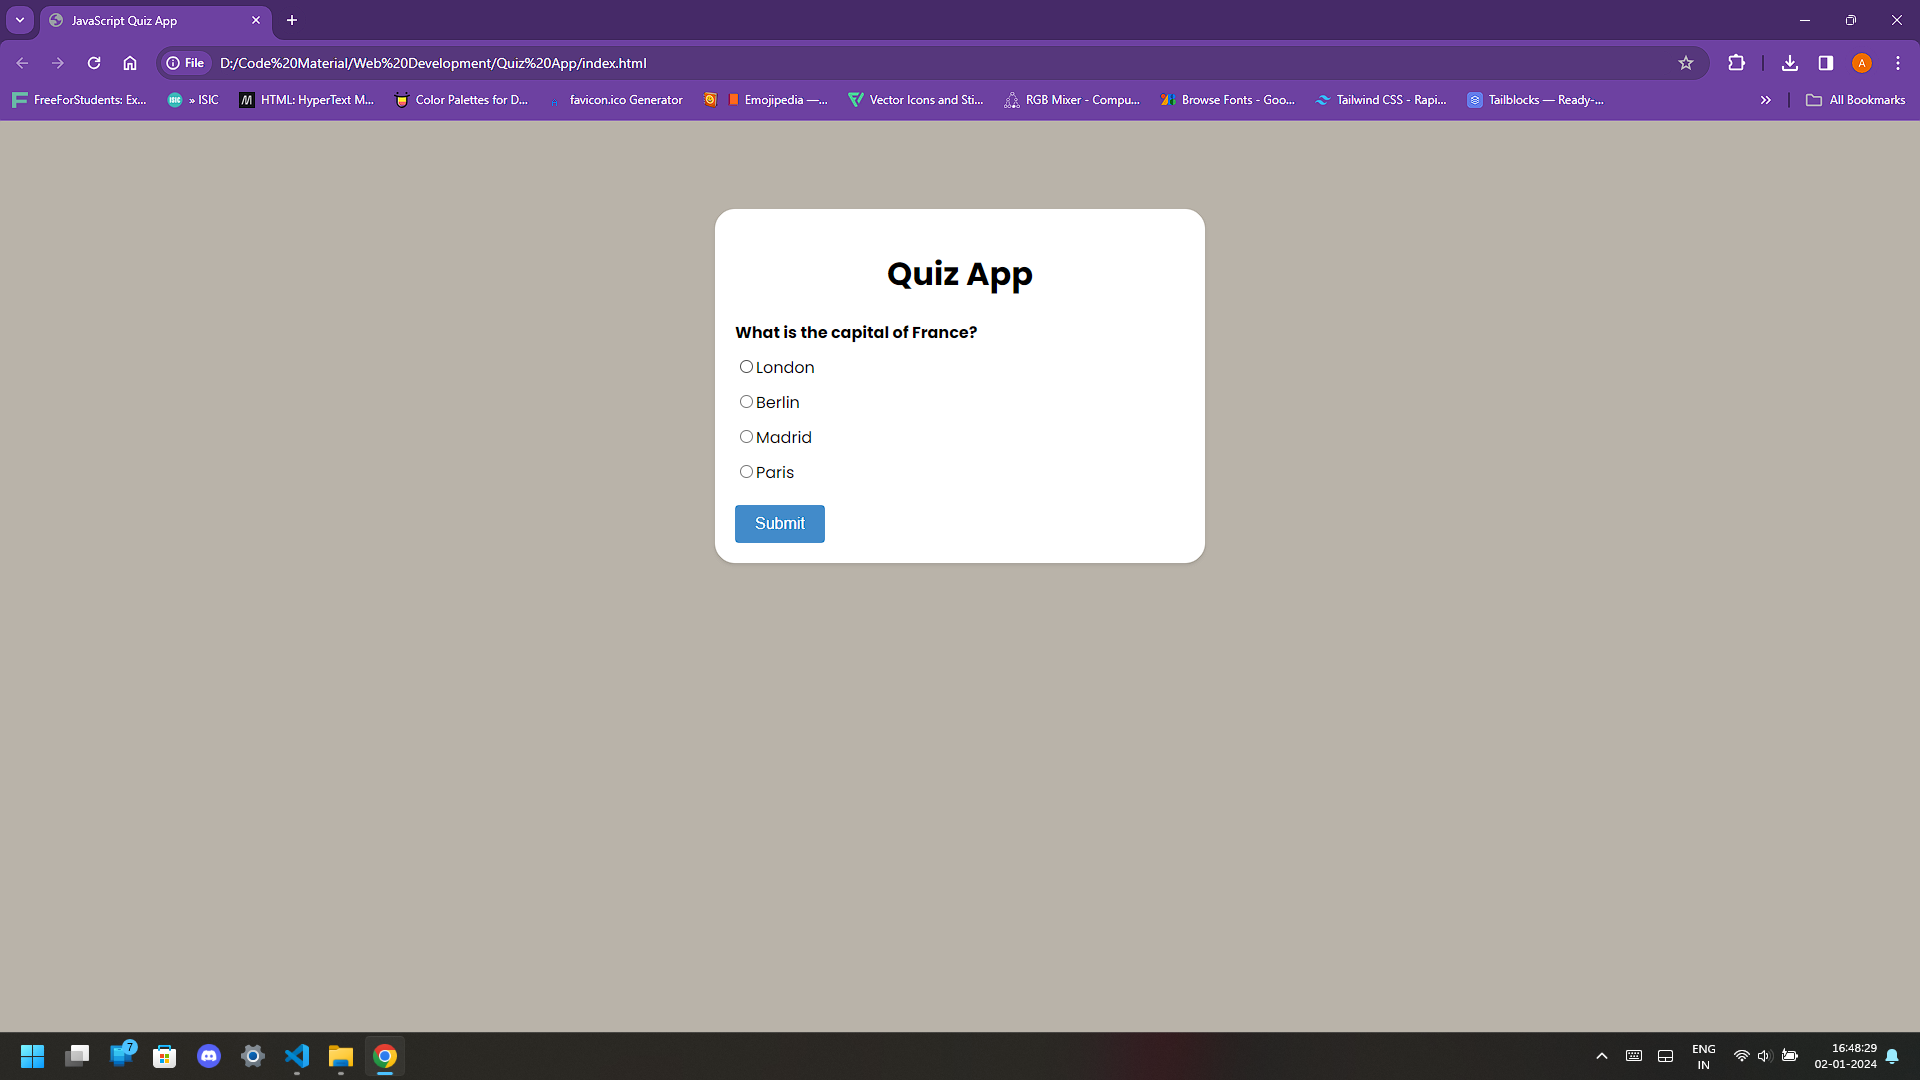 JavaScript Quiz App
File
D:/Code%20Material/Web%20Development/Quiz%20App/index.html
A
FreeForStudents: Ex...
ISIC » ISIC
M HTML: HyperText M...
Color Palettes for D...
favicon.ico Generator
Emojipedia —...
Vector Icons and Sti...
RGB Mixer - Compu...
Browse Fonts - Goo...
Tailwind CSS - Rapi...
Tailblocks — Ready-...
All Bookmarks
Quiz App
What is the capital of France?
London
Berlin
Madrid
Paris
Submit
7
ENG
IN
16:48:29
02-01-2024